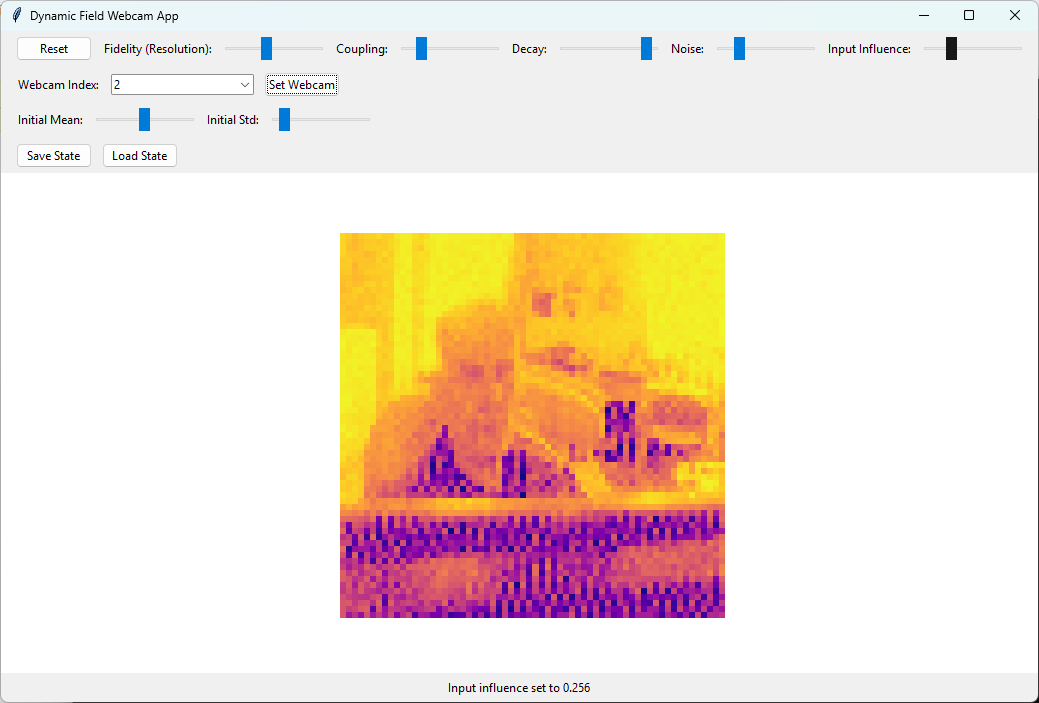 Dynamic Field Webcam App
Reset Fidelity (Resolution): Coupling: Decay: Noise: Input Influence:
Webcam Index: 2 Set Webcam
Initial Mean: Initial Std:
Save State Load State
Input influence set to 0.256